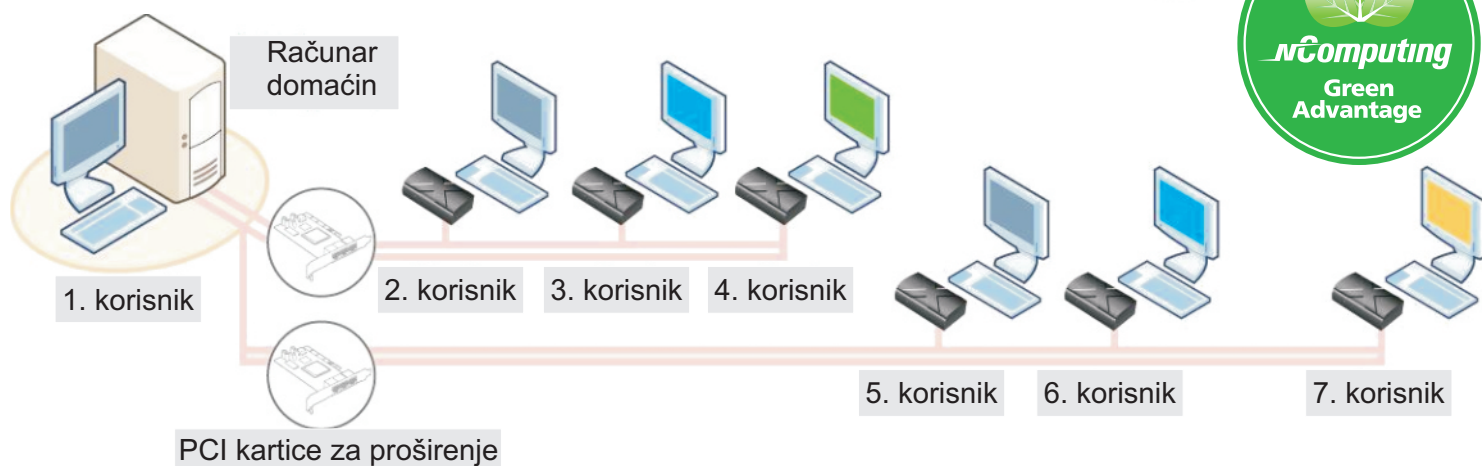 Računar
domaćin
NComputing
Green
Advantage
1. korisnik
2. korisnik
3. korisnik
4. korisnik
5. korisnik
6. korisnik
7. korisnik
PCI kartice za proširenje